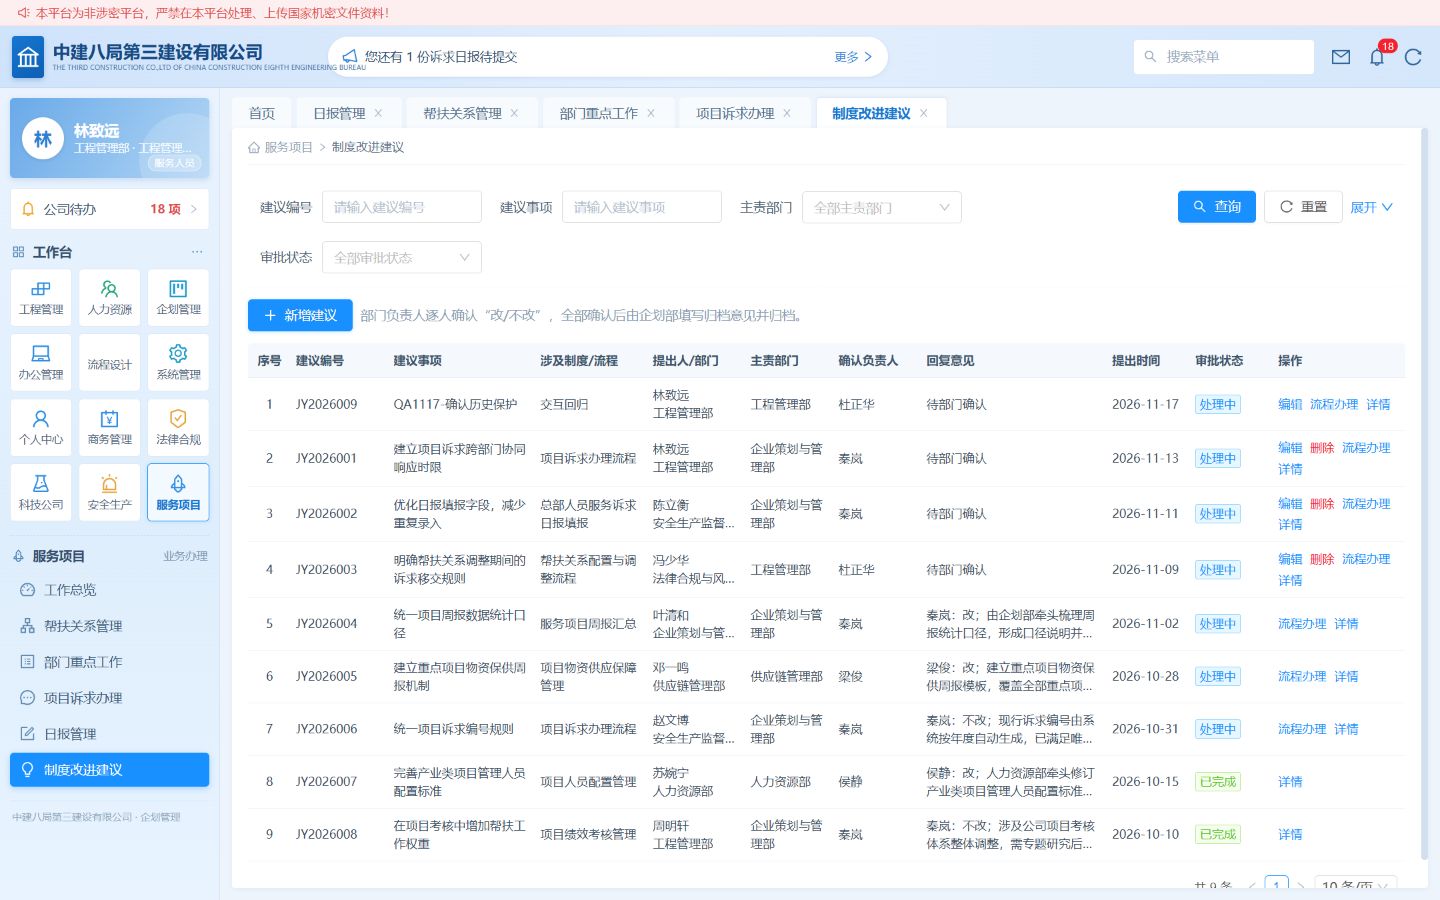 本平台为非涉密平台，严禁在本平台处理、上传国家机密文件资料！
中建八局第三建设有限公司
THE THIRD CONSTRUCTION CO.,LTD OF CHINA CONSTRUCTION EIGHTH ENGINEERING BUREAU
您还有 1 份诉求日报待提交
更多
搜索菜单
18
林
林致远
工程管理部 · 工程管理...
服务人员
公司待办
18 项
工作台
工程管理
人力资源
企划管理
办公管理
流程设计
系统管理
个人中心
商务管理
法律合规
科技公司
安全生产
服务项目
服务项目
业务办理
工作总览
帮扶关系管理
部门重点工作
项目诉求办理
日报管理
制度改进建议
中建八局第三建设有限公司 · 企划管理
首页
日报管理
帮扶关系管理
部门重点工作
项目诉求办理
制度改进建议
服务项目 > 制度改进建议
建议编号
请输入建议编号
建议事项
请输入建议事项
主责部门
全部主责部门
查询
重置
展开
审批状态
全部审批状态
新增建议
部门负责人逐人确认“改/不改”，全部确认后由企划部填写归档意见并归档。
序号 建议编号 建议事项 涉及制度/流程 提出人/部门 主责部门 确认负责人 回复意见 提出时间 审批状态 操作
1 JY2026009 QA1117-确认历史保护 交互回归 林致远 工程管理部 工程管理部 杜正华 待部门确认 2026-11-17 处理中 编辑 流程办理 详情
2 JY2026001 建立项目诉求跨部门协同响应时限 项目诉求办理流程 林致远 工程管理部 企业策划与管理部 秦岚 待部门确认 2026-11-13 处理中 编辑 删除 流程办理 详情
3 JY2026002 优化日报填报字段，减少重复录入 总部人员服务诉求日报填报 陈立衡 安全生产监督... 企业策划与管理部 秦岚 待部门确认 2026-11-11 处理中 编辑 删除 流程办理 详情
4 JY2026003 明确帮扶关系调整期间的诉求移交规则 帮扶关系配置与调整流程 冯少华 法律合规与风... 工程管理部 杜正华 待部门确认 2026-11-09 处理中 编辑 删除 流程办理 详情
5 JY2026004 统一项目周报数据统计口径 服务项目周报汇总 叶清和 企业策划与管... 企业策划与管理部 秦岚 秦岚：改；由企划部牵头梳理周报统计口径，形成口径说明并... 2026-11-02 处理中 流程办理 详情
6 JY2026005 建立重点项目物资保供周报机制 项目物资供应保障管理 邓一鸣 供应链管理部 供应链管理部 梁俊 梁俊：改；建立重点项目物资保供周报模板，覆盖全部重点项... 2026-10-28 处理中 流程办理 详情
7 JY2026006 统一项目诉求编号规则 项目诉求办理流程 赵文博 安全生产监督... 企业策划与管理部 秦岚 秦岚：不改；现行诉求编号由系统按年度自动生成，已满足唯... 2026-10-31 处理中 流程办理 详情
8 JY2026007 完善产业类项目管理人员配置标准 项目人员配置管理 苏婉宁 人力资源部 人力资源部 侯静 侯静：改；人力资源部牵头修订产业类项目管理人员配置标准... 2026-10-15 已完成 详情
9 JY2026008 在项目考核中增加帮扶工作权重 项目绩效考核管理 周明轩 工程管理部 企业策划与管理部 秦岚 秦岚：不改；涉及公司项目考核体系整体调整，需专题研究后... 2026-10-10 已完成 详情
共 9 条 < 1 > 10 条/页